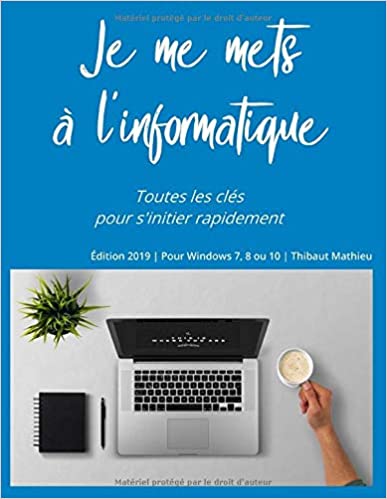 Matériel protégé par le droit d'auteur
Je me mets
à l'informatique
Toutes les clés
pour s'initier rapidement
Édition 2019 | Pour Windows 7, 8 ou 10 | Thibaut Mathieu
Matériel protégé par le droit d'auteur